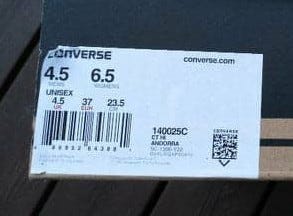 CONVERSE
converse.com
4.5 6.5
MENS WOMENS
UNISEX
4.5 37 23.5
UK EUR CM
140025C
CT HI
ANDORRA
CONVERSE